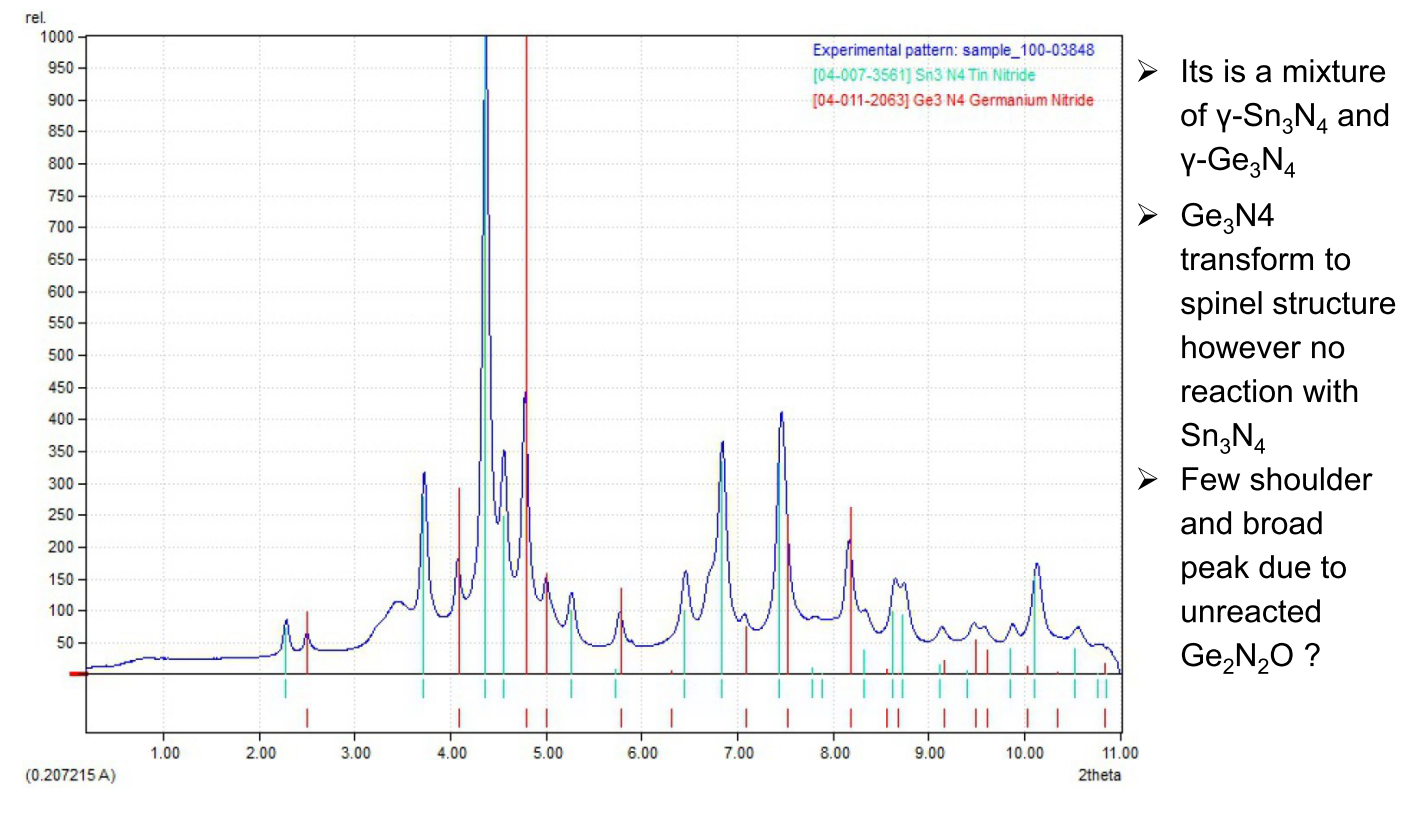 rel.
1000
950
900
850
800
750
700
650
600
550
500
450
400
350
300
250
200
150
100
50
Experimental pattern: sample_100-03848
[04-007-3561] Sn3 N4 Tin Nitride
[04-011-2063] Ge3 N4 Germanium Nitride
1.00 2.00 3.00 4.00 5.00 6.00 7.00 8.00 9.00 10.00 11.00
(0.207215 A) 2theta
➢ Its is a mixture
of γ-Sn₃N₄ and
γ-Ge₃N₄
➢ Ge₃N4
transform to
spinel structure
however no
reaction with
Sn₃N₄
➢ Few shoulder
and broad
peak due to
unreacted
Ge₂N₂O ?